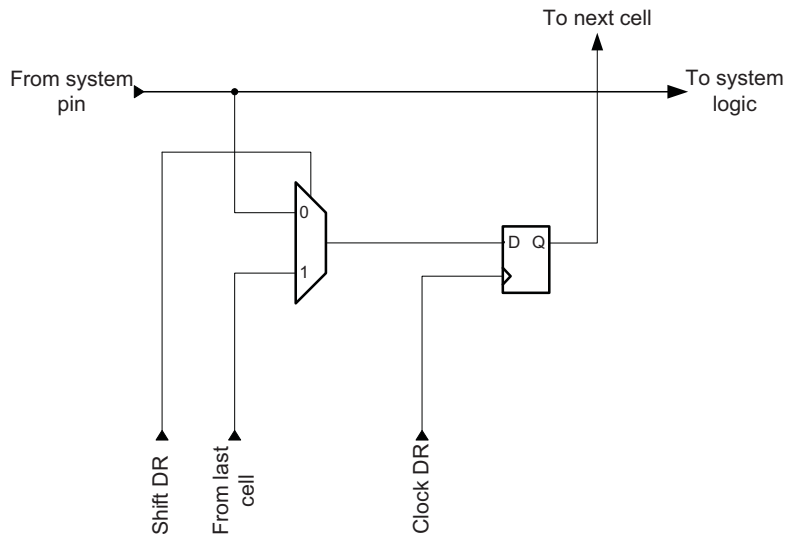 To next cell
From system
pin
To system
logic
0
1
D Q
Shift DR
From last
cell
Clock DR